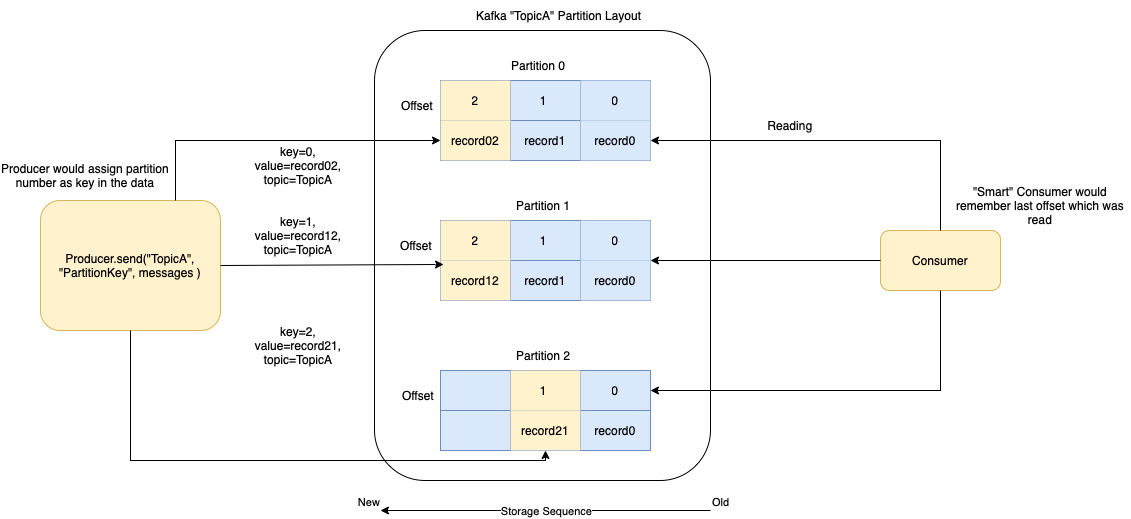 Kafka "TopicA" Partition Layout
Partition 0
Offset
2 1 0
record02 record1 record0
Reading
key=0,
value=record02,
topic=TopicA
Producer would assign partition
number as key in the data
Producer.send("TopicA",
"PartitionKey", messages )
key=1,
value=record12,
topic=TopicA
Partition 1
Offset
2 1 0
record12 record1 record0
"Smart" Consumer would
remember last offset which was
read
Consumer
key=2,
value=record21,
topic=TopicA
Partition 2
Offset
1 0
record21 record0
New
Storage Sequence
Old